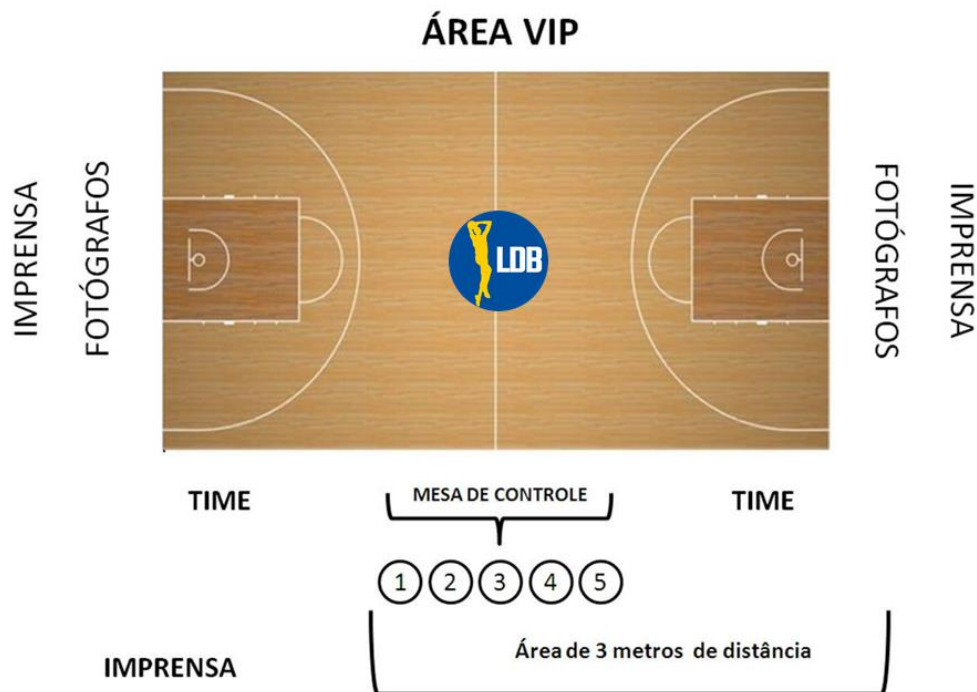 ÁREA VIP
IMPRENSA
FOTÓGRAFOS
LDB
FOTÓGRAFOS
IMPRENSA
TIME
MESA DE CONTROLE
TIME
1 2 3 4 5
Área de 3 metros de distância
IMPRENSA